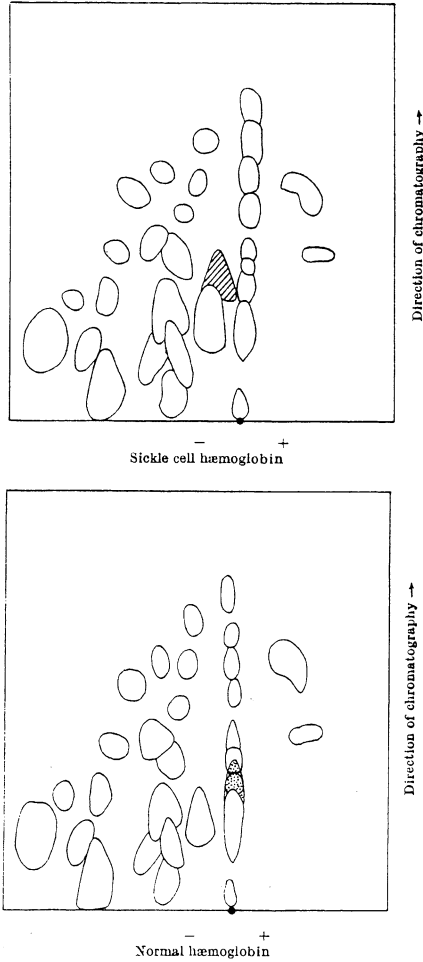 Direction of chromatography →
− +
Sickle cell hæmoglobin
Direction of chromatography →
− +
Normal hæmoglobin